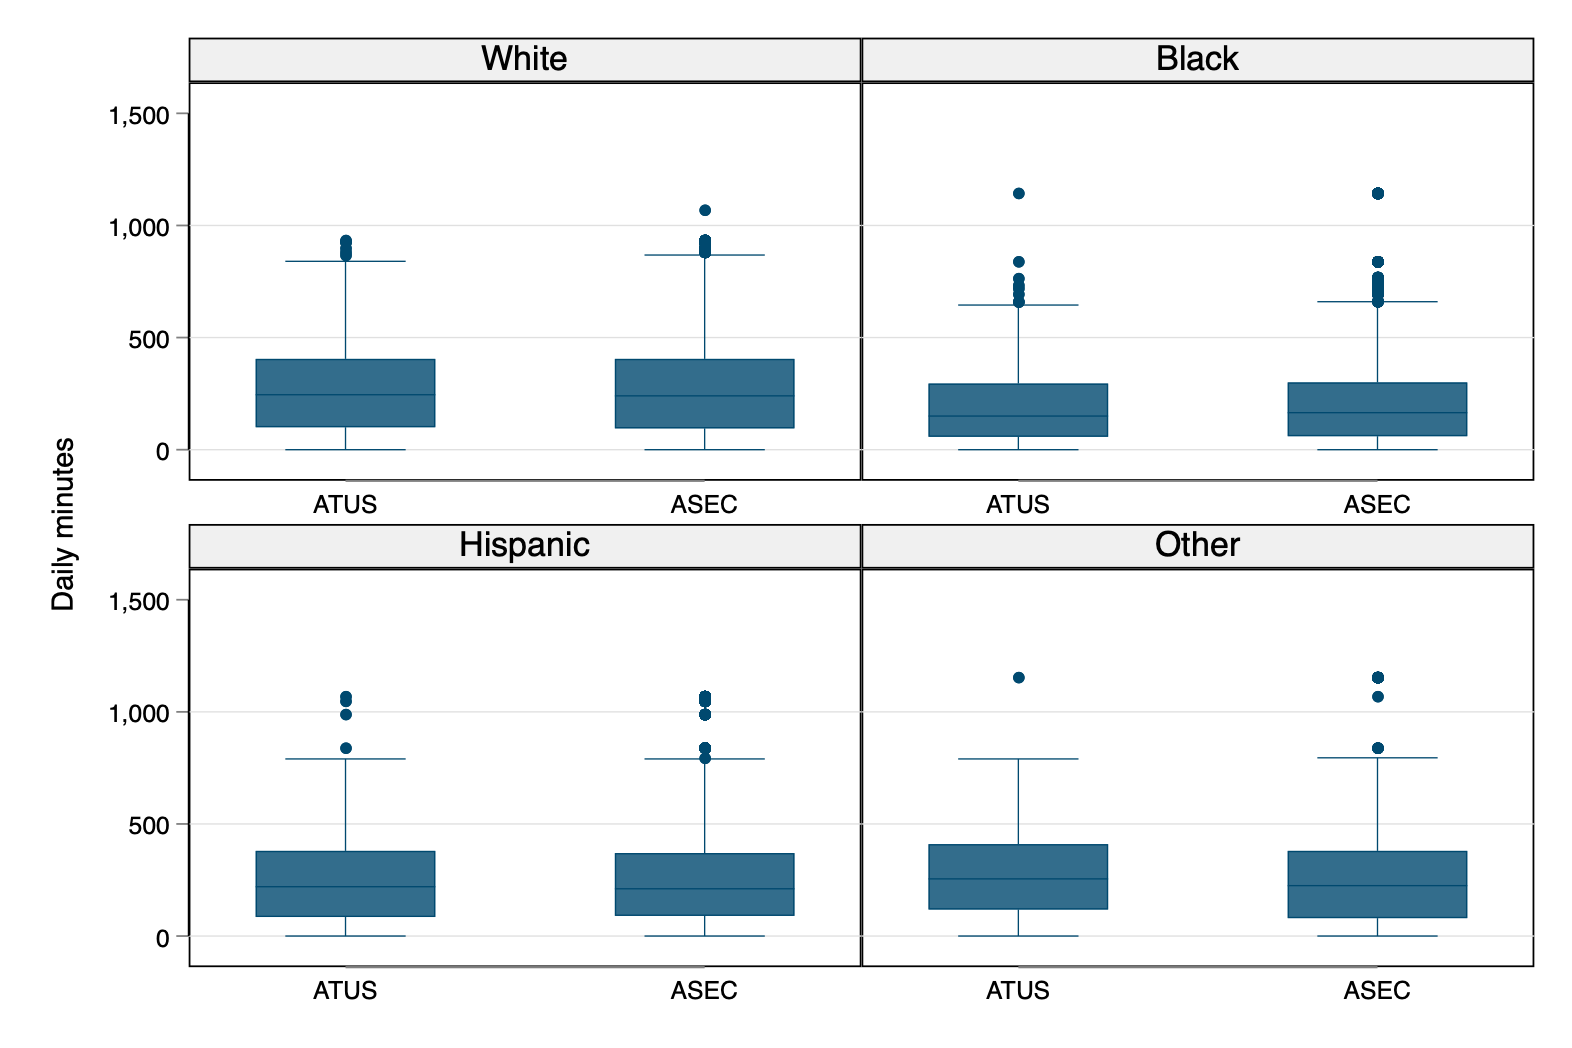 White
Black
1,500
1,000
500
0
ATUS
ASEC
ATUS
ASEC
Daily minutes
Hispanic
Other
1,500
1,000
500
0
ATUS
ASEC
ATUS
ASEC